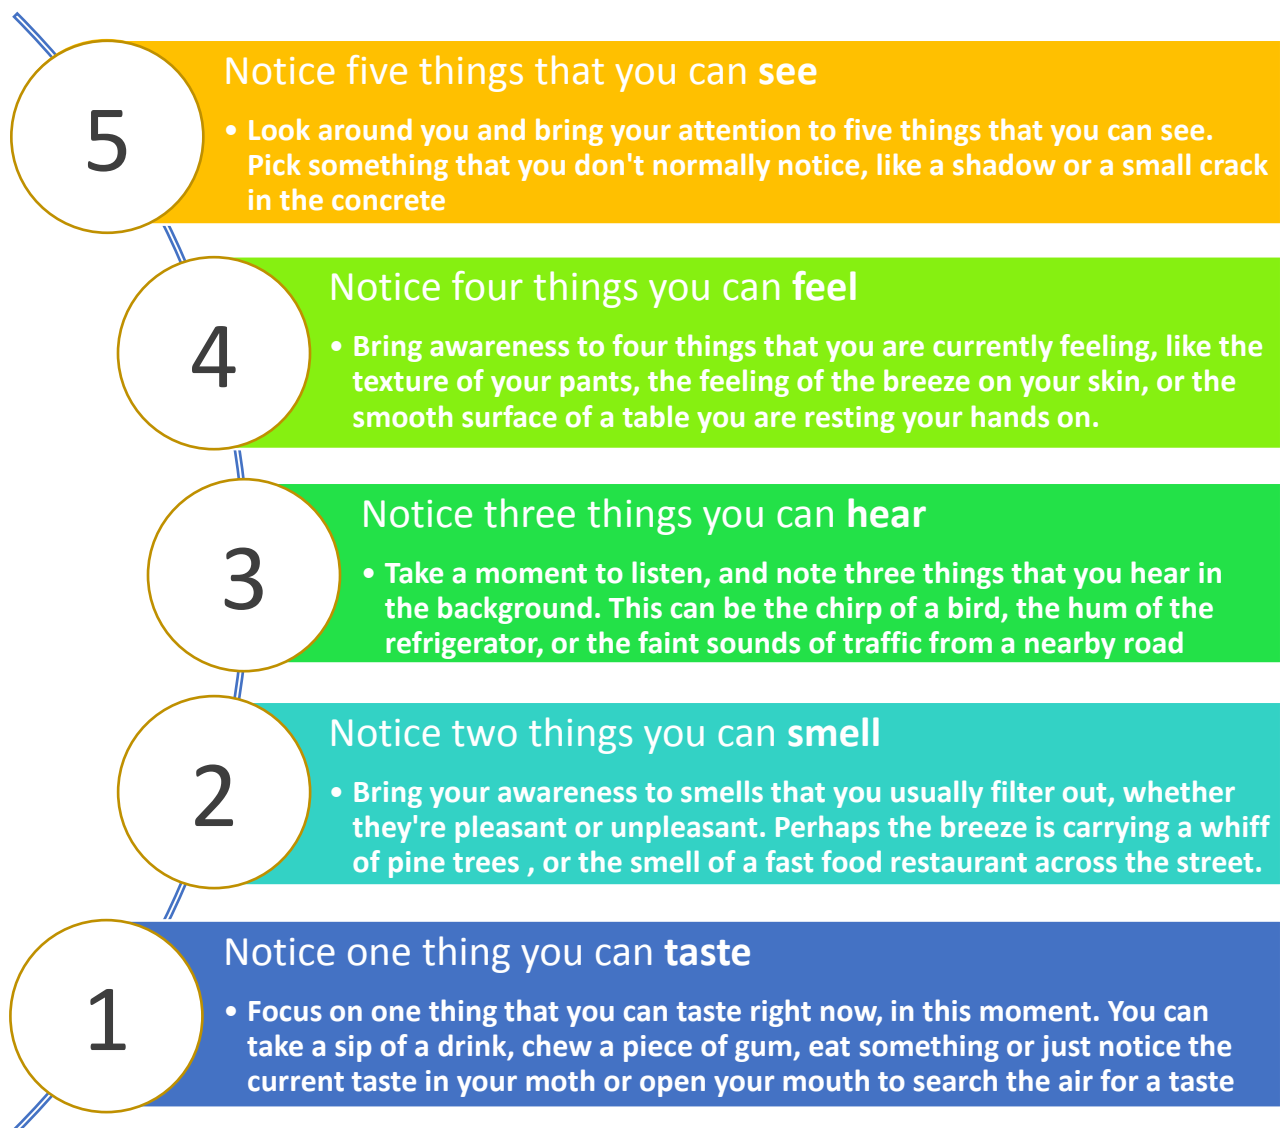 5
Notice five things that you can see
• Look around you and bring your attention to five things that you can see.
Pick something that you don't normally notice, like a shadow or a small crack
in the concrete
4
Notice four things you can feel
• Bring awareness to four things that you are currently feeling, like the
texture of your pants, the feeling of the breeze on your skin, or the
smooth surface of a table you are resting your hands on.
3
Notice three things you can hear
• Take a moment to listen, and note three things that you hear in
the background. This can be the chirp of a bird, the hum of the
refrigerator, or the faint sounds of traffic from a nearby road
2
Notice two things you can smell
• Bring your awareness to smells that you usually filter out, whether
they're pleasant or unpleasant. Perhaps the breeze is carrying a whiff
of pine trees , or the smell of a fast food restaurant across the street.
1
Notice one thing you can taste
• Focus on one thing that you can taste right now, in this moment. You can
take a sip of a drink, chew a piece of gum, eat something or just notice the
current taste in your moth or open your mouth to search the air for a taste